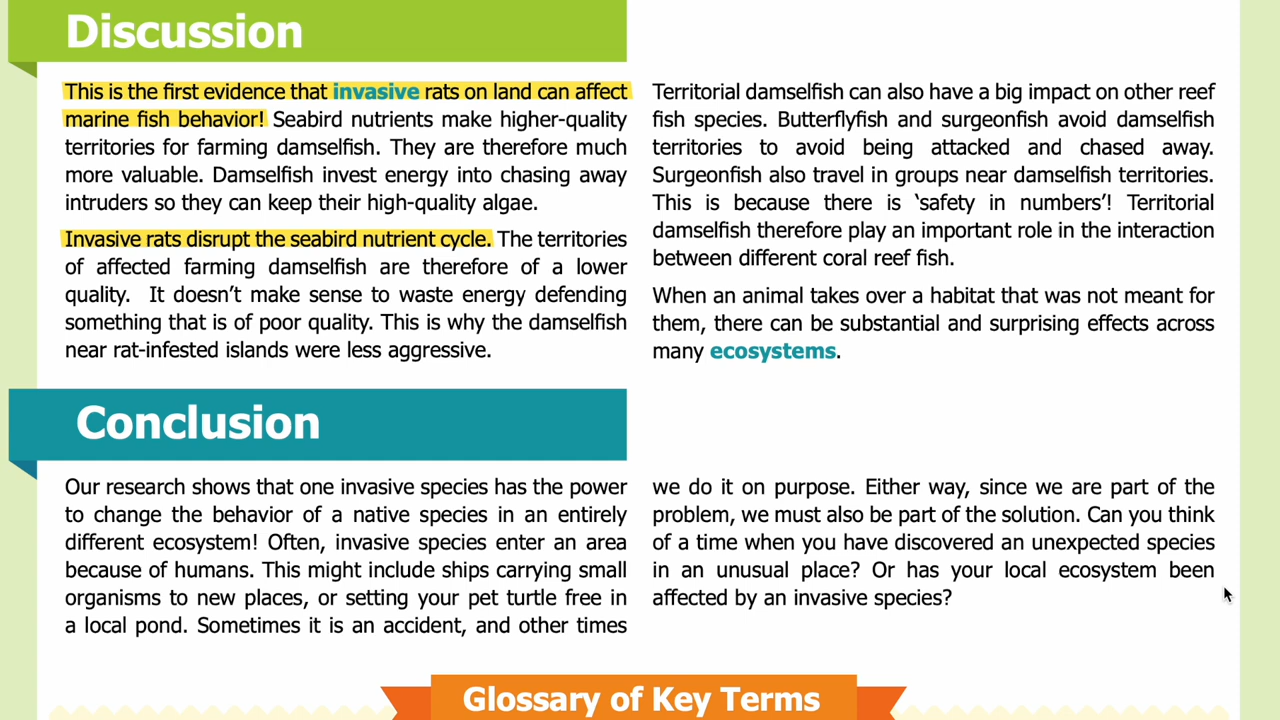 Discussion
This is the first evidence that invasive rats on land can affect
marine fish behavior! Seabird nutrients make higher-quality
territories for farming damselfish. They are therefore much
more valuable. Damselfish invest energy into chasing away
intruders so they can keep their high-quality algae.
Invasive rats disrupt the seabird nutrient cycle. The territories
of affected farming damselfish are therefore of a lower
quality.  It doesn’t make sense to waste energy defending
something that is of poor quality. This is why the damselfish
near rat-infested islands were less aggressive.
Territorial damselfish can also have a big impact on other reef
fish species. Butterflyfish and surgeonfish avoid damselfish
territories to avoid being attacked and chased away.
Surgeonfish also travel in groups near damselfish territories.
This is because there is ‘safety in numbers’! Territorial
damselfish therefore play an important role in the interaction
between different coral reef fish.
When an animal takes over a habitat that was not meant for
them, there can be substantial and surprising effects across
many ecosystems.
Conclusion
Our research shows that one invasive species has the power
to change the behavior of a native species in an entirely
different ecosystem! Often, invasive species enter an area
because of humans. This might include ships carrying small
organisms to new places, or setting your pet turtle free in
a local pond. Sometimes it is an accident, and other times
we do it on purpose. Either way, since we are part of the
problem, we must also be part of the solution. Can you think
of a time when you have discovered an unexpected species
in an unusual place? Or has your local ecosystem been
affected by an invasive species?
Glossary of Key Terms